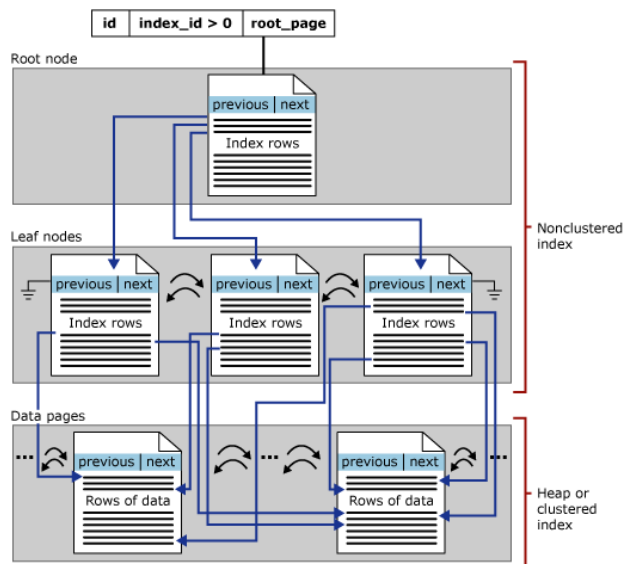 id index_id > 0 root_page
Root node
previous next
Index rows
Nonclustered
index
Leaf nodes
previous next previous next previous next
Index rows Index rows Index rows
Data pages
... ... ...
previous next previous next
Rows of data Rows of data
Heap or
clustered
index